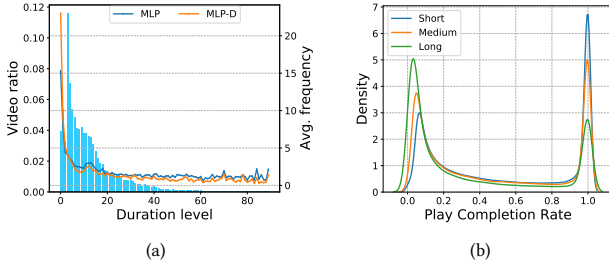 MLP
MLP-D
0.12
0.10
0.08
0.06
0.04
0.02
0.00
Video ratio
20
15
10
5
0
Avg. frequency
0 20 40 60 80
Duration level
(a)
Short
Medium
Long
7
6
5
4
3
2
1
0
Density
0.0 0.2 0.4 0.6 0.8 1.0
Play Completion Rate
(b)